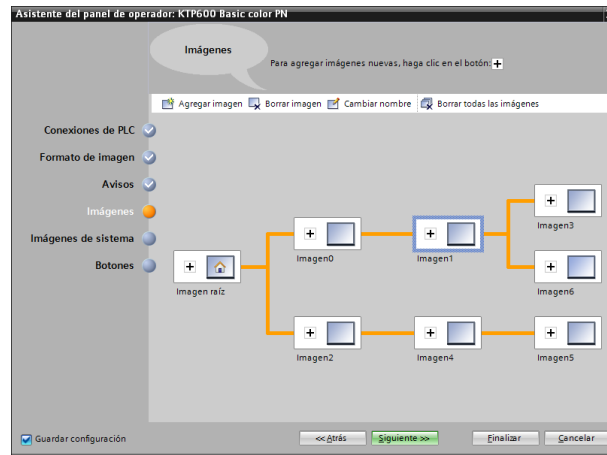 Asistente del panel de operador: KTP600 Basic color PN
Imágenes
Para agregar imágenes nuevas, haga clic en el botón:
Agregar imagen Borrar imagen Cambiar nombre Borrar todas las imágenes
Conexiones de PLC
Formato de imagen
Avisos
Imágenes
Imágenes de sistema
Botones
Imagen raíz
Imagen0
Imagen1
Imagen3
Imagen6
Imagen2
Imagen4
Imagen5
Guardar configuración
<< Atrás
Siguiente >>
Finalizar
Cancelar